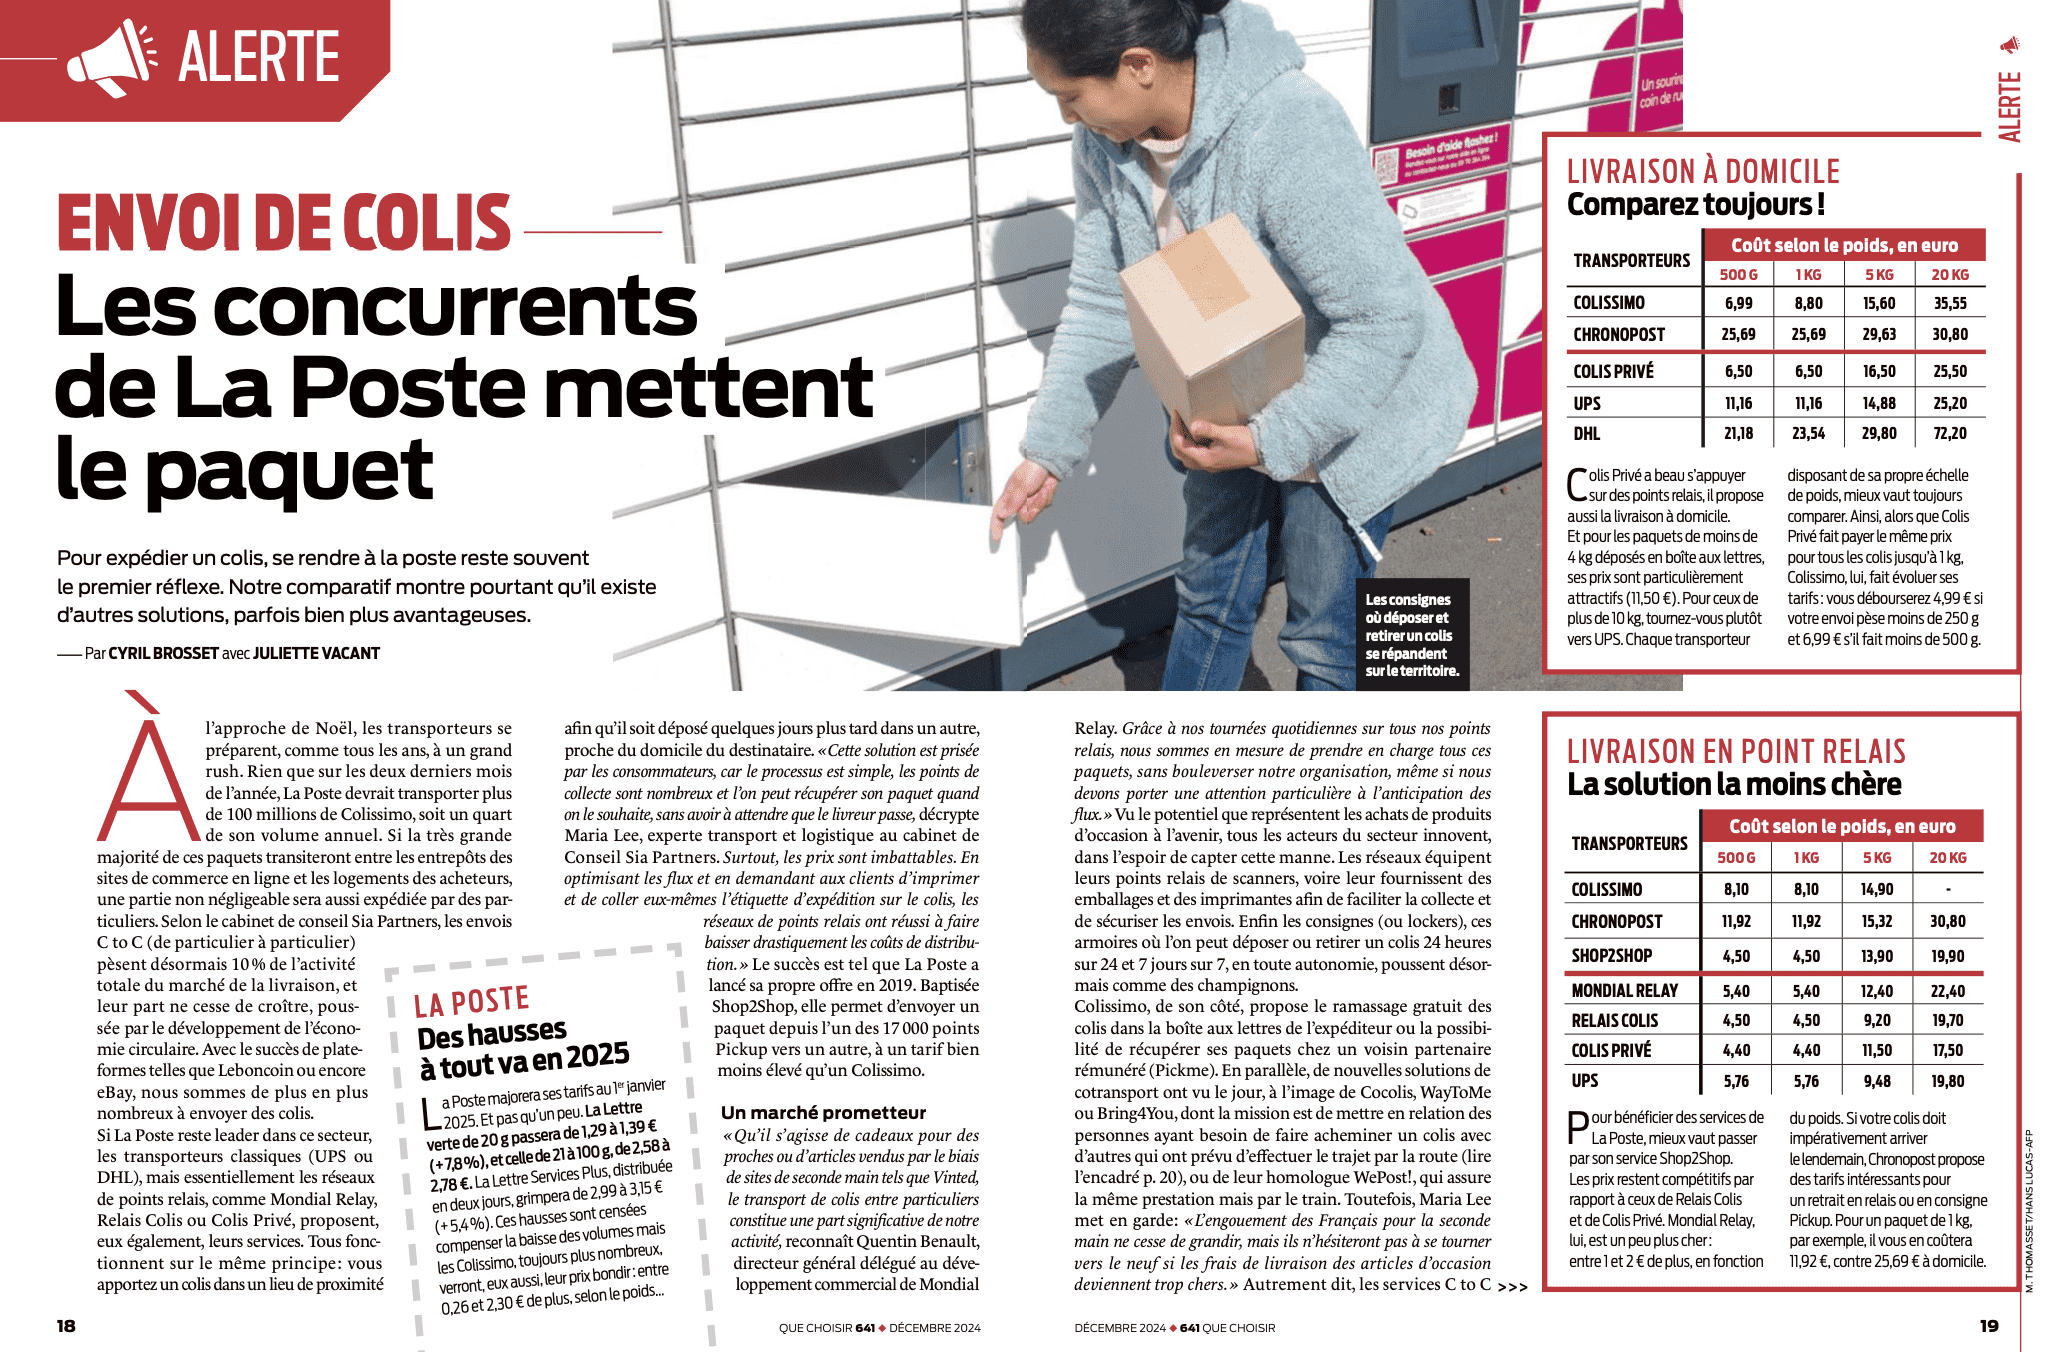 ALERTE
ENVOI DE COLIS
Les concurrents
de La Poste mettent
le paquet
Pour expédier un colis, se rendre à la poste reste souvent
le premier réflexe. Notre comparatif montre pourtant qu'il existe
d'autres solutions, parfois bien plus avantageuses.
— Par CYRIL BROSSET avec JULIETTE VACANT
À l'approche de Noël, les transporteurs se
préparent, comme tous les ans, à un grand
rush. Rien que sur les deux derniers mois
de l'année, La Poste devrait transporter plus
de 100 millions de Colissimo, soit un quart
de son volume annuel. Si la très grande
majorité de ces paquets transiteront entre les entrepôts des
sites de commerce en ligne et les logements des acheteurs,
une partie non négligeable sera aussi expédiée par des par-
ticuliers. Selon le cabinet de conseil Sia Partners, les envois
C to C (de particulier à particulier)
pèsent désormais 10 % de l'activité
totale du marché de la livraison, et
leur part ne cesse de croître, pous-
sée par le développement de l'écono-
mie circulaire. Avec le succès de plate-
formes telles que Leboncoin ou encore
eBay, nous sommes de plus en plus
nombreux à envoyer des colis.
Si La Poste reste leader dans ce secteur,
les transporteurs classiques (UPS ou
DHL), mais essentiellement les réseaux
de points relais, comme Mondial Relay,
Relais Colis ou Colis Privé, proposent,
eux également, leurs services. Tous fonc-
tionnent sur le même principe : vous
apportez un colis dans un lieu de proximité
LA POSTE
Des hausses
à tout va en 2025
La Poste majorera ses tarifs au 1er janvier
2025. Et pas qu'un peu. La Lettre
verte de 20 g passera de 1,29 à 1,39 €
(+ 7,8 %), et celle de 21 à 100 g, de 2,58 à
2,78 €. La Lettre Services Plus, distribuée
en deux jours, grimpera de 2,99 à 3,15 €
(+ 5,4 %). Ces hausses sont censées
compenser la baisse des volumes mais
les Colissimo, toujours plus nombreux,
verront, eux aussi, leur prix bondir : entre
0,26 et 2,30 € de plus, selon le poids…
afin qu'il soit déposé quelques jours plus tard dans un autre,
proche du domicile du destinataire. « Cette solution est prisée
par les consommateurs, car le processus est simple, les points de
collecte sont nombreux et l'on peut récupérer son paquet quand
on le souhaite, sans avoir à attendre que le livreur passe, décrypte
Maria Lee, experte transport et logistique au cabinet de
Conseil Sia Partners. Surtout, les prix sont imbattables. En
optimisant les flux et en demandant aux clients d'imprimer
et de coller eux-mêmes l'étiquette d'expédition sur le colis, les
réseaux de points relais ont réussi à faire
baisser drastiquement les coûts de distribu-
tion. » Le succès est tel que La Poste a
lancé sa propre offre en 2019. Baptisée
Shop2Shop, elle permet d'envoyer un
paquet depuis l'un des 17 000 points
Pickup vers un autre, à un tarif bien
moins élevé qu'un Colissimo.
Un marché prometteur
« Qu'il s'agisse de cadeaux pour des
proches ou d'articles vendus par le biais
de sites de seconde main tels que Vinted,
le transport de colis entre particuliers
constitue une part significative de notre
activité, reconnaît Quentin Benault,
directeur général délégué au déve-
loppement commercial de Mondial
18
QUE CHOISIR 641 ◆ DÉCEMBRE 2024
Un sourire
coin de ru
Besoin d'aide flashez !
Les consignes
où déposer et
retirer un colis
se répandent
sur le territoire.
Relay. Grâce à nos tournées quotidiennes sur tous nos points
relais, nous sommes en mesure de prendre en charge tous ces
paquets, sans bouleverser notre organisation, même si nous
devons porter une attention particulière à l'anticipation des
flux. » Vu le potentiel que représentent les achats de produits
d'occasion à l'avenir, tous les acteurs du secteur innovent,
dans l'espoir de capter cette manne. Les réseaux équipent
leurs points relais de scanners, voire leur fournissent des
emballages et des imprimantes afin de faciliter la collecte et
de sécuriser les envois. Enfin les consignes (ou lockers), ces
armoires où l'on peut déposer ou retirer un colis 24 heures
sur 24 et 7 jours sur 7, en toute autonomie, poussent désor-
mais comme des champignons.
Colissimo, de son côté, propose le ramassage gratuit des
colis dans la boîte aux lettres de l'expéditeur ou la possibi-
lité de récupérer ses paquets chez un voisin partenaire
rémunéré (Pickme). En parallèle, de nouvelles solutions de
cotransport ont vu le jour, à l'image de Cocolis, WayToMe
ou Bring4You, dont la mission est de mettre en relation des
personnes ayant besoin de faire acheminer un colis avec
d'autres qui ont prévu d'effectuer le trajet par la route (lire
l'encadré p. 20), ou de leur homologue WePost!, qui assure
la même prestation mais par le train. Toutefois, Maria Lee
met en garde : « L'engouement des Français pour la seconde
main ne cesse de grandir, mais ils n'hésiteront pas à se tourner
vers le neuf si les frais de livraison des articles d'occasion
deviennent trop chers. » Autrement dit, les services C to C >>>
ALERTE
LIVRAISON À DOMICILE
Comparez toujours !
TRANSPORTEURS Coût selon le poids, en euro
500 G 1 KG 5 KG 20 KG
COLISSIMO 6,99 8,80 15,60 35,55
CHRONOPOST 25,69 25,69 29,63 30,80
COLIS PRIVÉ 6,50 6,50 16,50 25,50
UPS 11,16 11,16 14,88 25,20
DHL 21,18 23,54 29,80 72,20
Colis Privé a beau s'appuyer
sur des points relais, il propose
aussi la livraison à domicile.
Et pour les paquets de moins de
4 kg déposés en boîte aux lettres,
ses prix sont particulièrement
attractifs (11,50 €). Pour ceux de
plus de 10 kg, tournez-vous plutôt
vers UPS. Chaque transporteur
disposant de sa propre échelle
de poids, mieux vaut toujours
comparer. Ainsi, alors que Colis
Privé fait payer le même prix
pour tous les colis jusqu'à 1 kg,
Colissimo, lui, fait évoluer ses
tarifs : vous débourserez 4,99 € si
votre envoi pèse moins de 250 g
et 6,99 € s'il fait moins de 500 g.
LIVRAISON EN POINT RELAIS
La solution la moins chère
TRANSPORTEURS Coût selon le poids, en euro
500 G 1 KG 5 KG 20 KG
COLISSIMO 8,10 8,10 14,90 -
CHRONOPOST 11,92 11,92 15,32 30,80
SHOP2SHOP 4,50 4,50 13,90 19,90
MONDIAL RELAY 5,40 5,40 12,40 22,40
RELAIS COLIS 4,50 4,50 9,20 19,70
COLIS PRIVÉ 4,40 4,40 11,50 17,50
UPS 5,76 5,76 9,48 19,80
Pour bénéficier des services de
La Poste, mieux vaut passer
par son service Shop2Shop.
Les prix restent compétitifs par
rapport à ceux de Relais Colis
et de Colis Privé. Mondial Relay,
lui, est un peu plus cher :
entre 1 et 2 € de plus, en fonction
du poids. Si votre colis doit
impérativement arriver
le lendemain, Chronopost propose
des tarifs intéressants pour
un retrait en relais ou en consigne
Pickup. Pour un paquet de 1 kg,
par exemple, il vous en coûtera
11,92 €, contre 25,69 € à domicile.
M. THOMASSET/HANS LUCAS-AFP
DÉCEMBRE 2024 ◆ 641 QUE CHOISIR
19